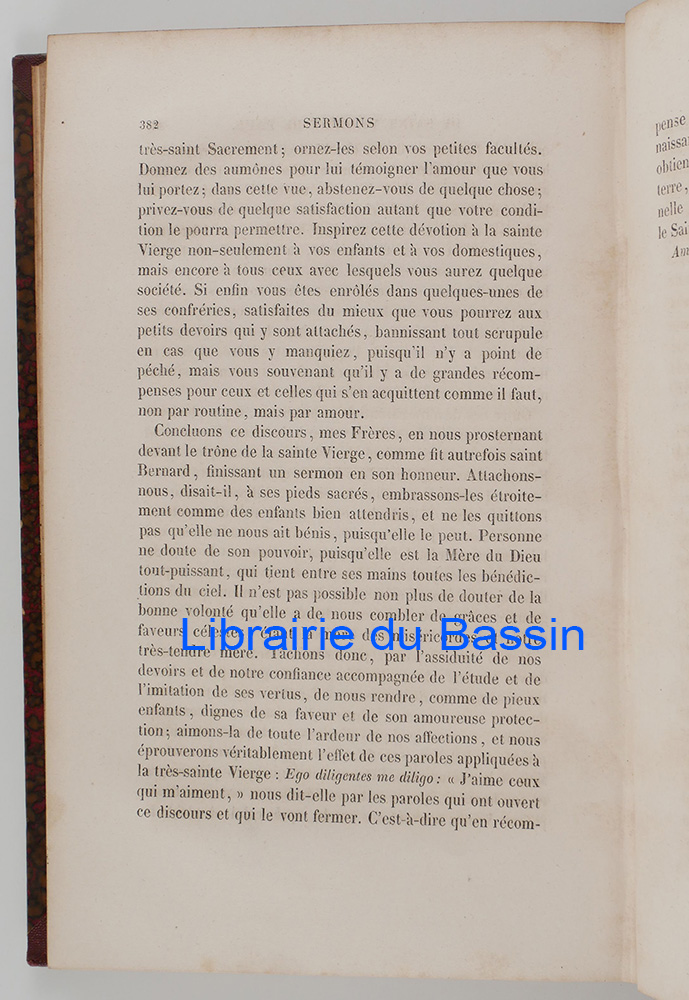 382 SERMONS
très-saint Sacrement; ornez-les selon vos petites facultés.
Donnez des aumônes pour lui témoigner l'amour que vous
lui portez; dans cette vue, abstenez-vous de quelque chose;
privez-vous de quelque satisfaction autant que votre condi-
tion le pourra permettre. Inspirez cette dévotion à la sainte
Vierge non-seulement à vos enfants et à vos domestiques,
mais encore à tous ceux avec lesquels vous aurez quelque
société. Si enfin vous êtes enrôlés dans quelques-unes de
ses confréries, satisfaites du mieux que vous pourrez aux
petits devoirs qui y sont attachés, bannissant tout scrupule
en cas que vous y manquiez, puisqu'il n'y a point de
péché, mais vous souvenant qu'il y a de grandes récom-
penses pour ceux et celles qui s'en acquittent comme il faut,
non par routine, mais par amour.
Concluons ce discours, mes Frères, en nous prosternant
devant le trône de la sainte Vierge, comme fit autrefois saint
Bernard, finissant un sermon en son honneur. Attachons-
nous, disait-il, à ses pieds sacrés, embrassons-les étroite-
ment comme des enfants bien attendris, et ne les quittons
pas qu'elle ne nous ait bénis, puisqu'elle le peut. Personne
ne doute de son pouvoir, puisqu'elle est la Mère du Dieu
tout-puissant, qui tient entre ses mains toutes les bénédic-
tions du ciel. Il n'est pas possible non plus de douter de la
bonne volonté qu'elle a de nous combler de grâces et de
faveurs célestes, étant la mère des miséricordes et notre
très-tendre mère. Tâchons donc, par l'assiduité de nos
devoirs et de notre confiance accompagnée de l'étude et de
l'imitation de ses vertus, de nous rendre, comme de pieux
enfants, dignes de sa faveur et de son amoureuse protec-
tion; aimons-la de toute l'ardeur de nos affections, et nous
éprouverons véritablement l'effet de ces paroles appliquées à
la très-sainte Vierge : Ego diligentes me diligo : « J'aime ceux
qui m'aiment, » nous dit-elle par les paroles qui ont ouvert
ce discours et qui le vont fermer. C'est-à-dire qu'en récom-
Librairie du Bassin
pense
naissa
obtien
terre,
nelle
le Sai
Am